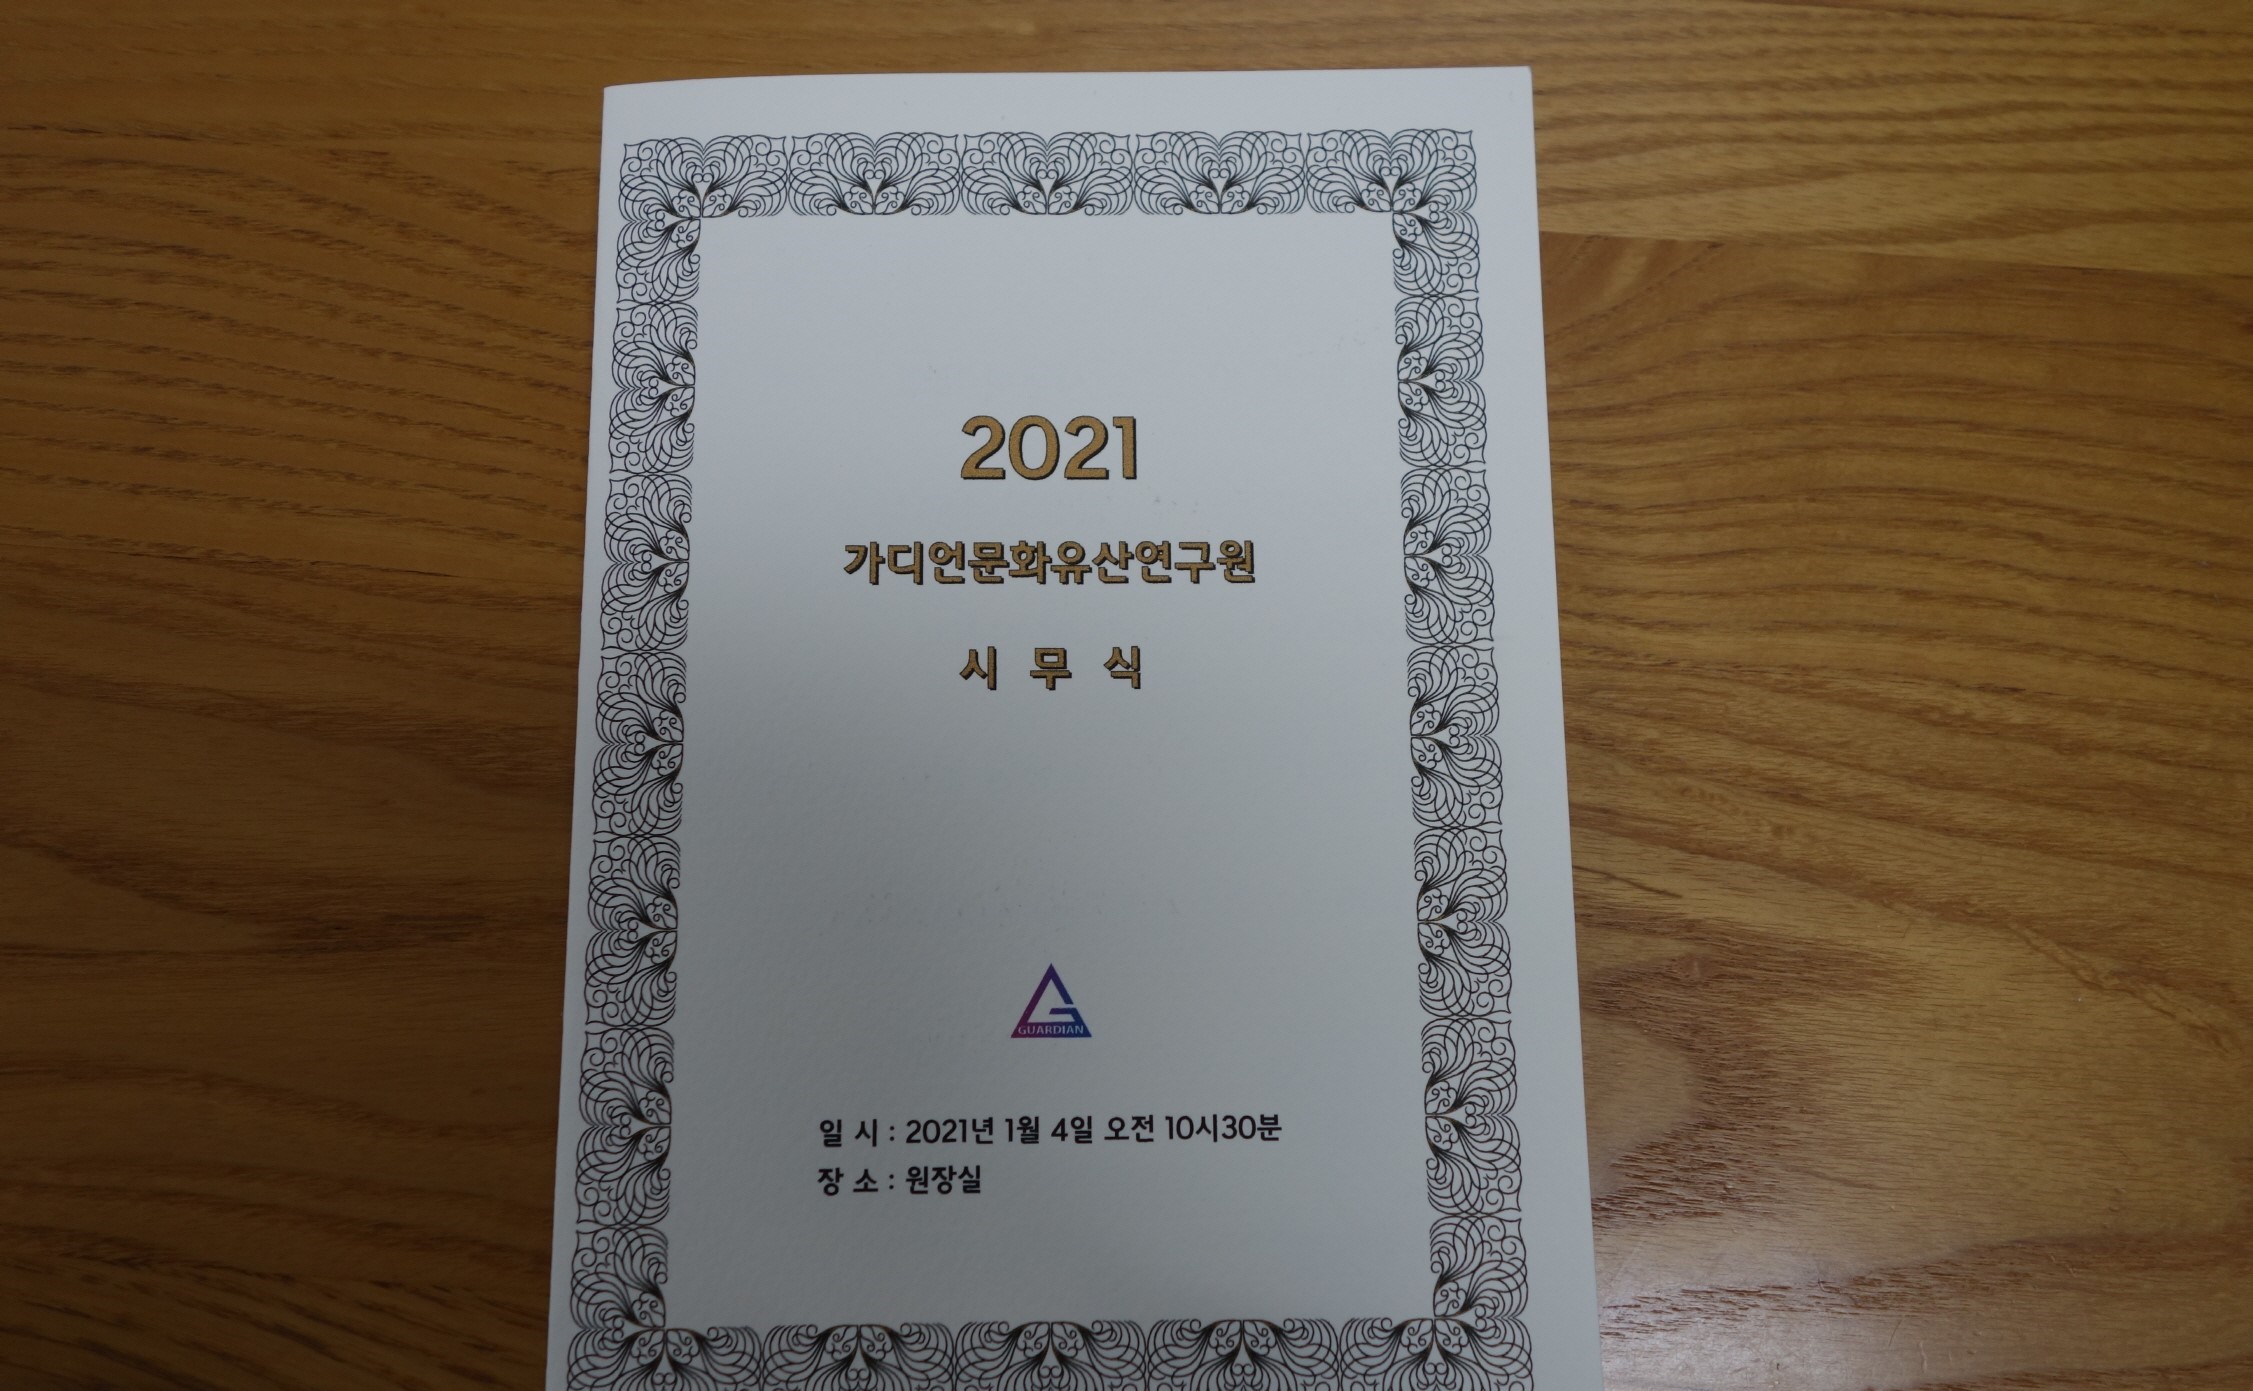 2021
가디언문화유산연구원
시 무 식
GUARDIAN
일 시 : 2021년 1월 4일 오전 10시30분
장 소 : 원장실